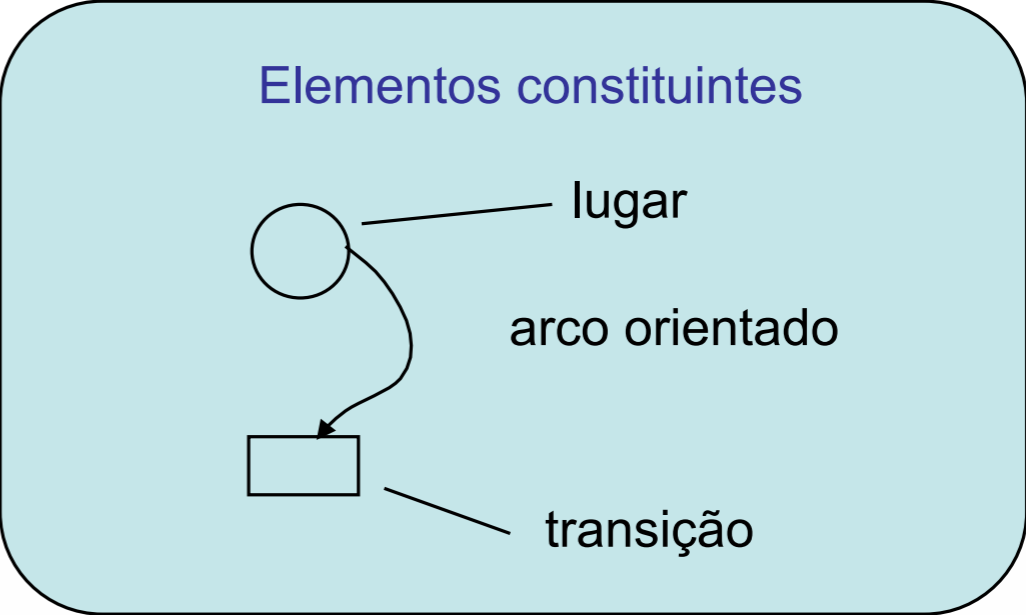 Elementos constituintes
lugar
arco orientado
transição